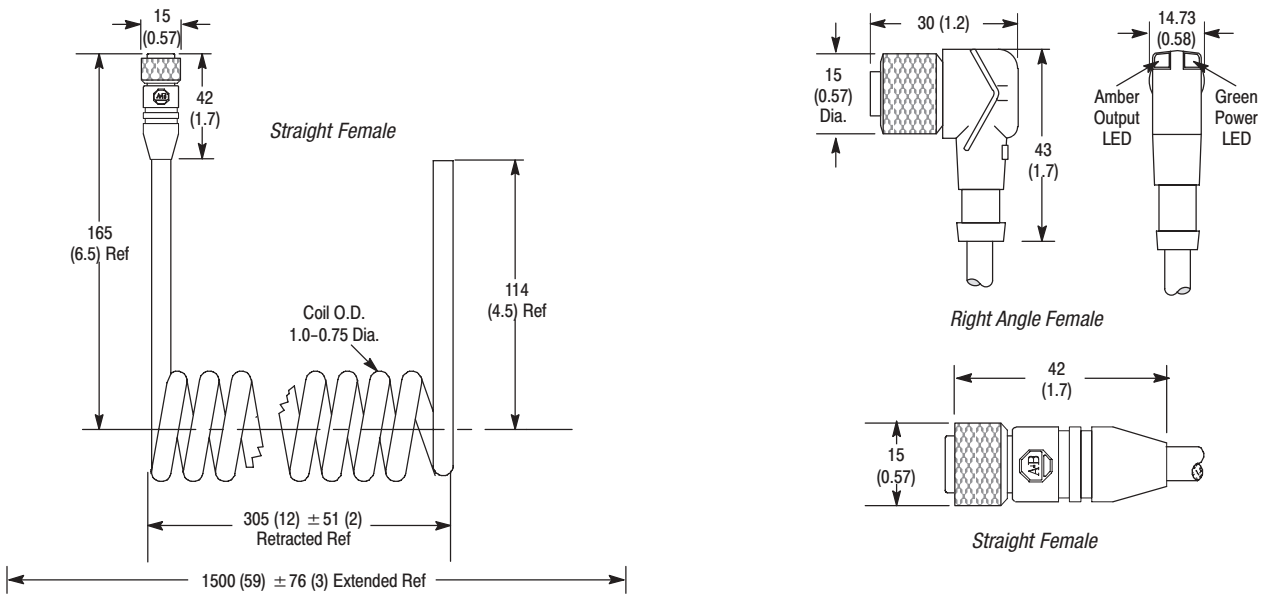 15
(0.57)
42
(1.7)
Straight Female
165
(6.5) Ref
114
(4.5) Ref
Coil O.D.
1.0-0.75 Dia.
305 (12) ±51 (2)
Retracted Ref
1500 (59) ±76 (3) Extended Ref
30 (1.2)
15
(0.57)
Dia.
43
(1.7)
14.73
(0.58)
Amber
Output
LED
Green
Power
LED
Right Angle Female
42
(1.7)
15
(0.57)
A-B
Straight Female